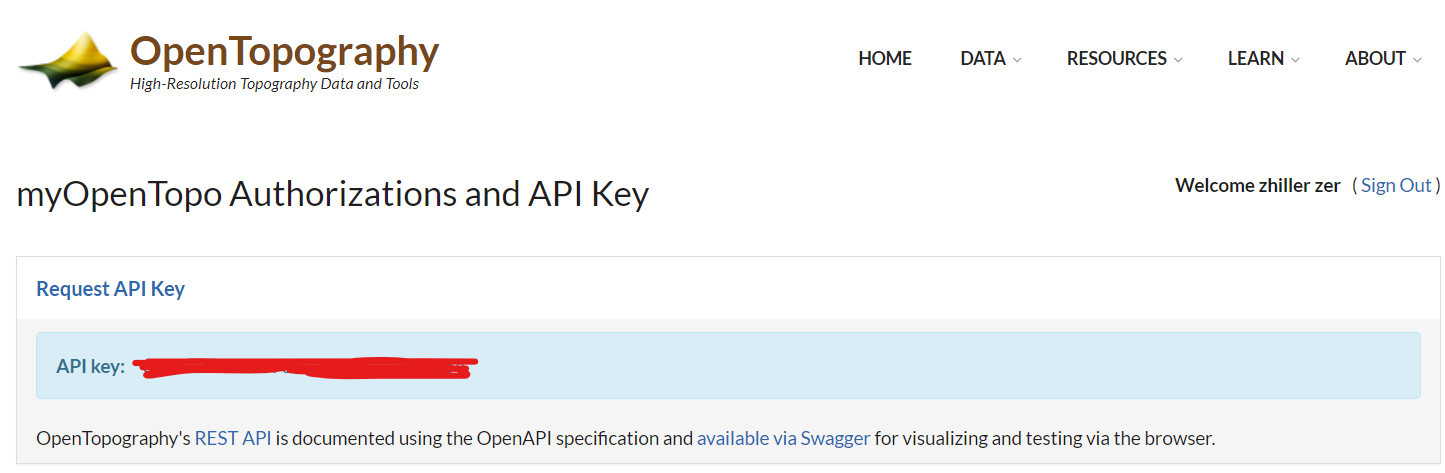 OpenTopography
High-Resolution Topography Data and Tools
HOME DATA RESOURCES LEARN ABOUT
myOpenTopo Authorizations and API Key
Welcome zhiller zer ( Sign Out )
Request API Key
API key:
OpenTopography's REST API is documented using the OpenAPI specification and available via Swagger for visualizing and testing via the browser.